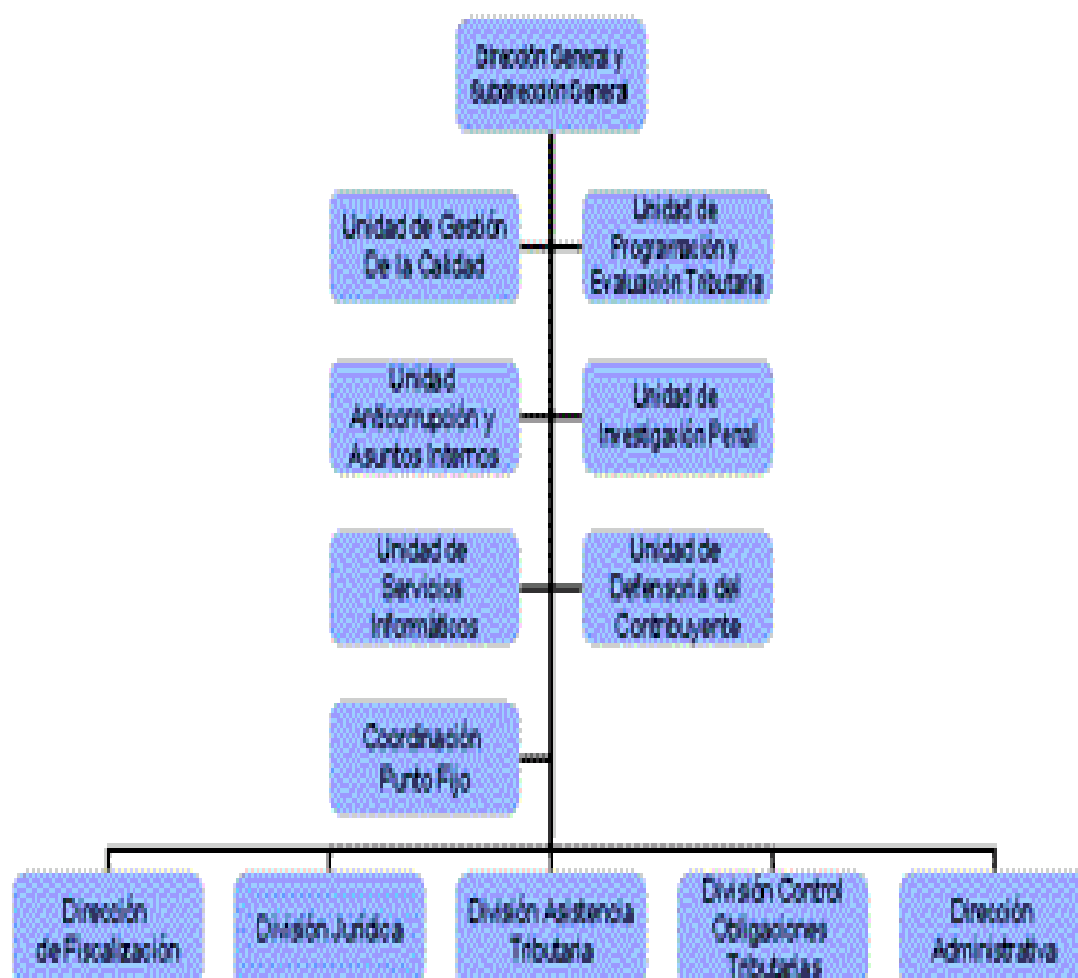 Dirección General y
Subdirección General
Unidad de Gestión
De la Calidad
Unidad de
Programación y
Evaluación Tributaria
Unidad
Anticorrupción y
Asuntos Internos
Unidad de
Investigación Penal
Unidad de
Servicios
Informáticos
Unidad de
Defensoría del
Contribuyente
Coordinación
Punto Fijo
Dirección
de Fiscalización
División Jurídica
División Asistencia
Tributaria
División Control
Obligaciones
Tributarias
Dirección
Administrativa